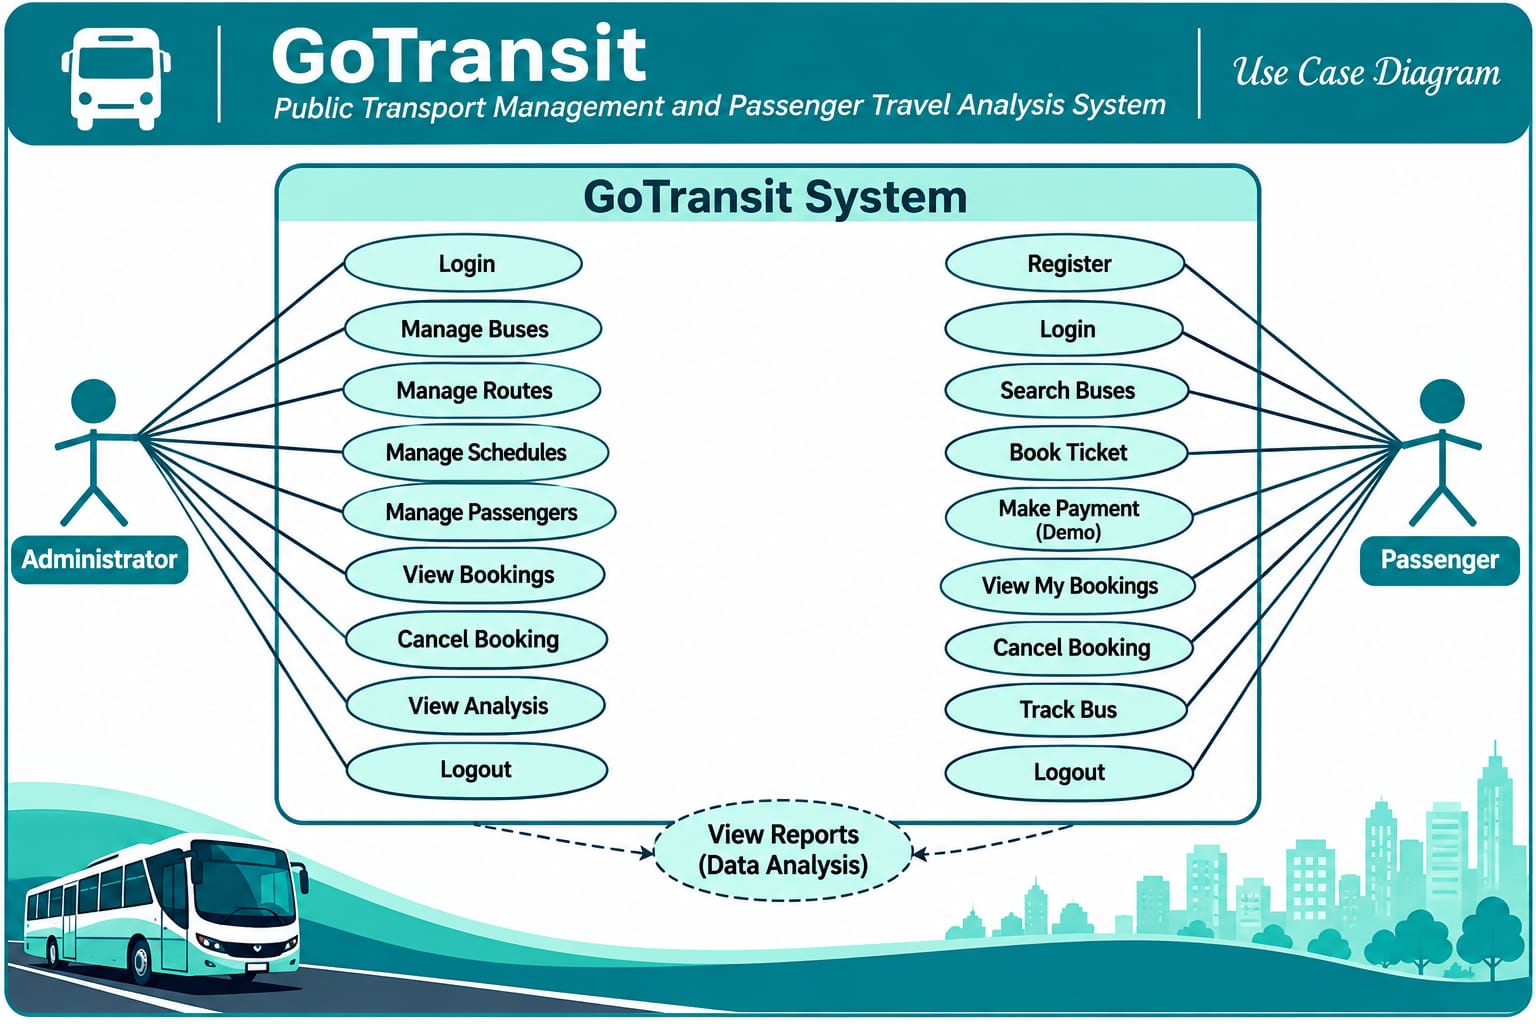 GoTransit
Public Transport Management and Passenger Travel Analysis System
Use Case Diagram
GoTransit System
Login
Manage Buses
Manage Routes
Manage Schedules
Manage Passengers
View Bookings
Cancel Booking
View Analysis
Logout
Register
Login
Search Buses
Book Ticket
Make Payment
(Demo)
View My Bookings
Cancel Booking
Track Bus
Logout
Administrator
Passenger
View Reports
(Data Analysis)